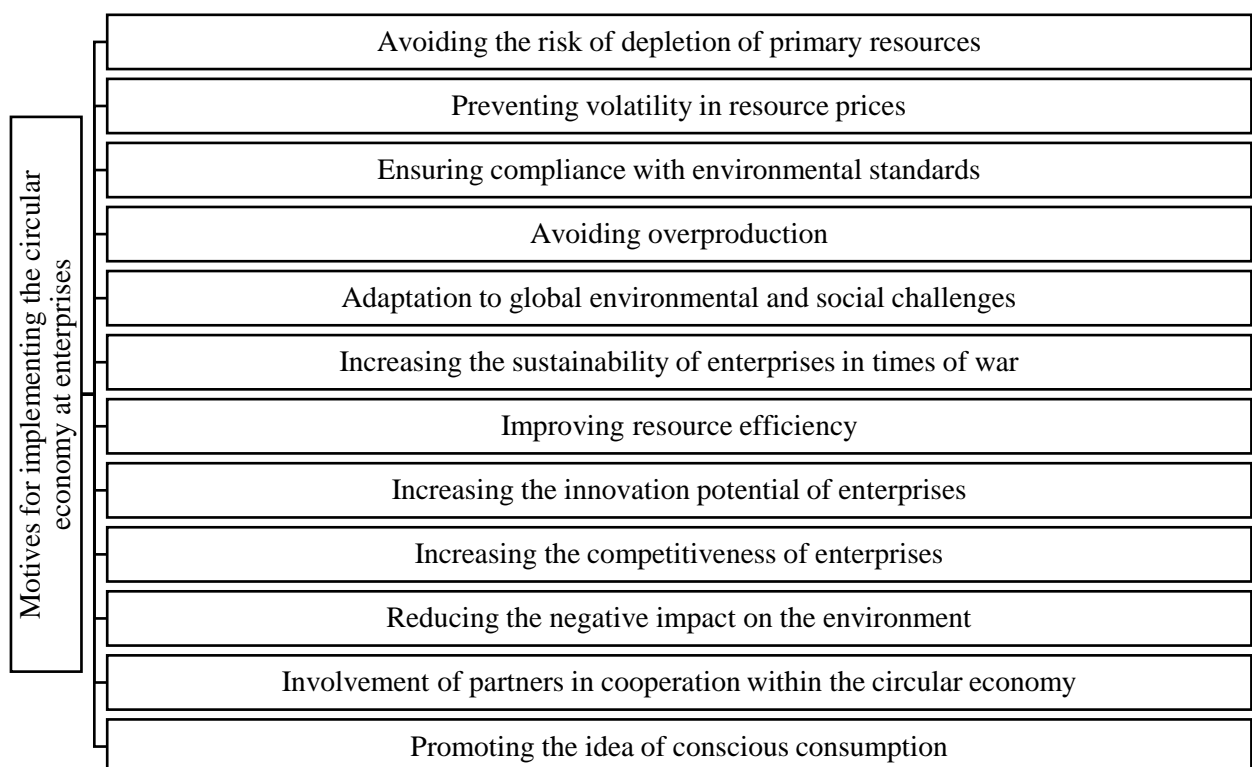 Motives for implementing the circular
economy at enterprises
Avoiding the risk of depletion of primary resources
Preventing volatility in resource prices
Ensuring compliance with environmental standards
Avoiding overproduction
Adaptation to global environmental and social challenges
Increasing the sustainability of enterprises in times of war
Improving resource efficiency
Increasing the innovation potential of enterprises
Increasing the competitiveness of enterprises
Reducing the negative impact on the environment
Involvement of partners in cooperation within the circular economy
Promoting the idea of conscious consumption